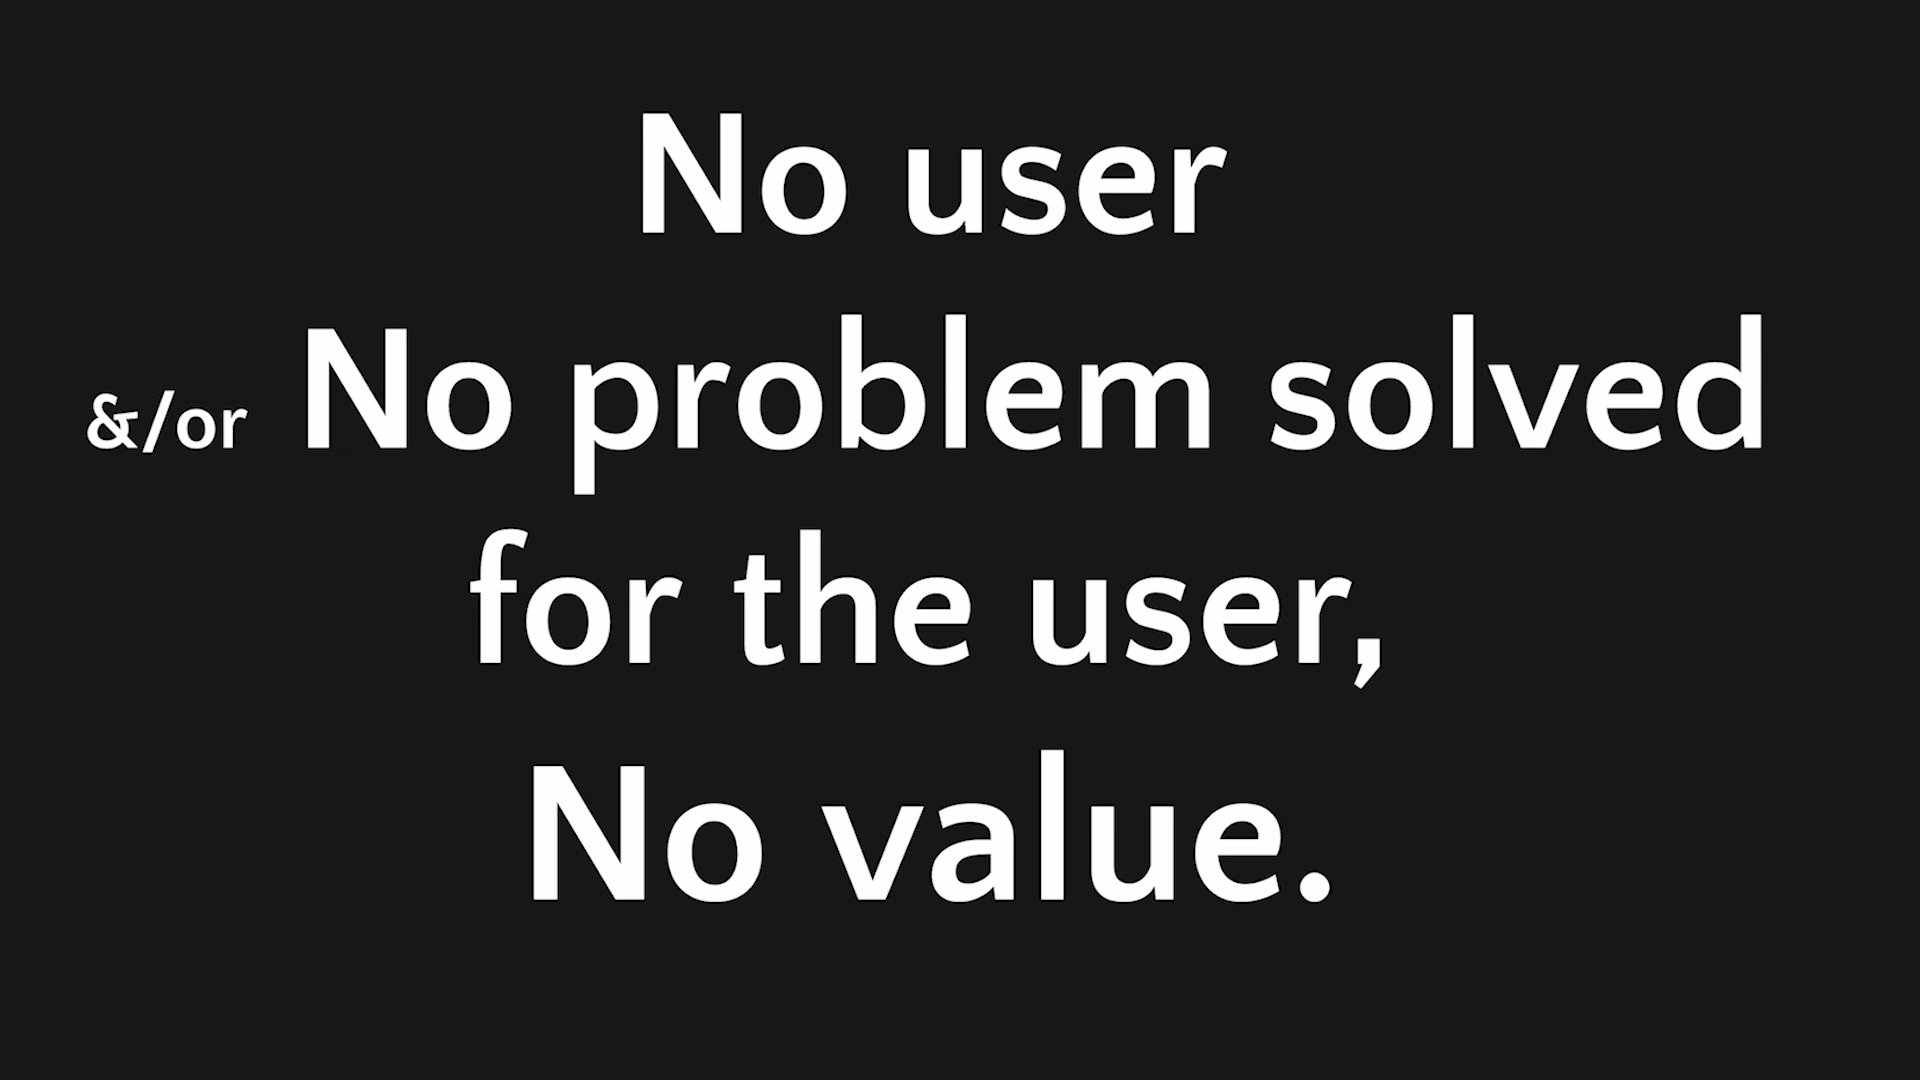 No user
&/or No problem solved
for the user,
No value.